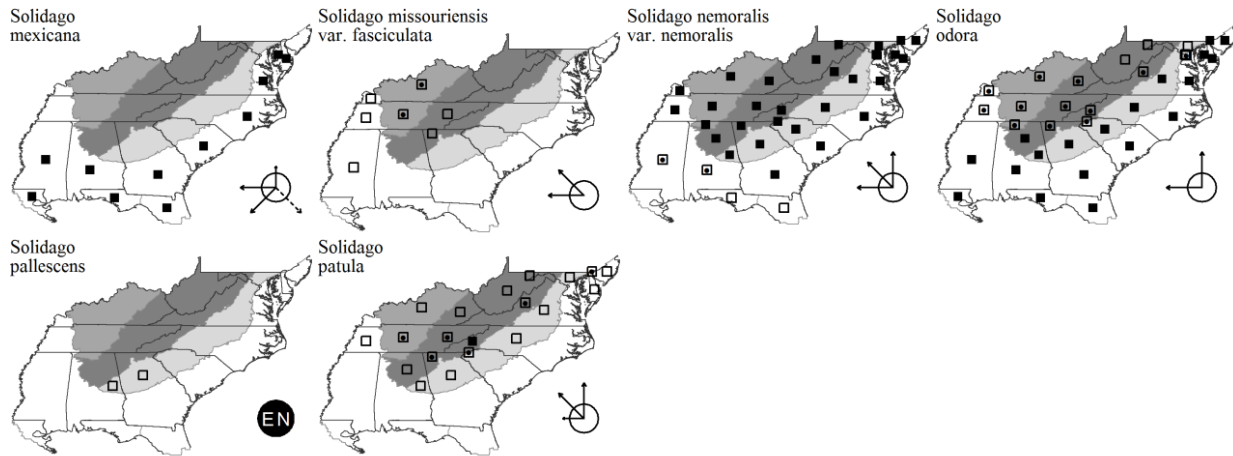 Solidago
mexicana
Solidago missouriensis
var. fasciculata
Solidago nemoralis
var. nemoralis
Solidago
odora
Solidago
pallescens
EN
Solidago
patula